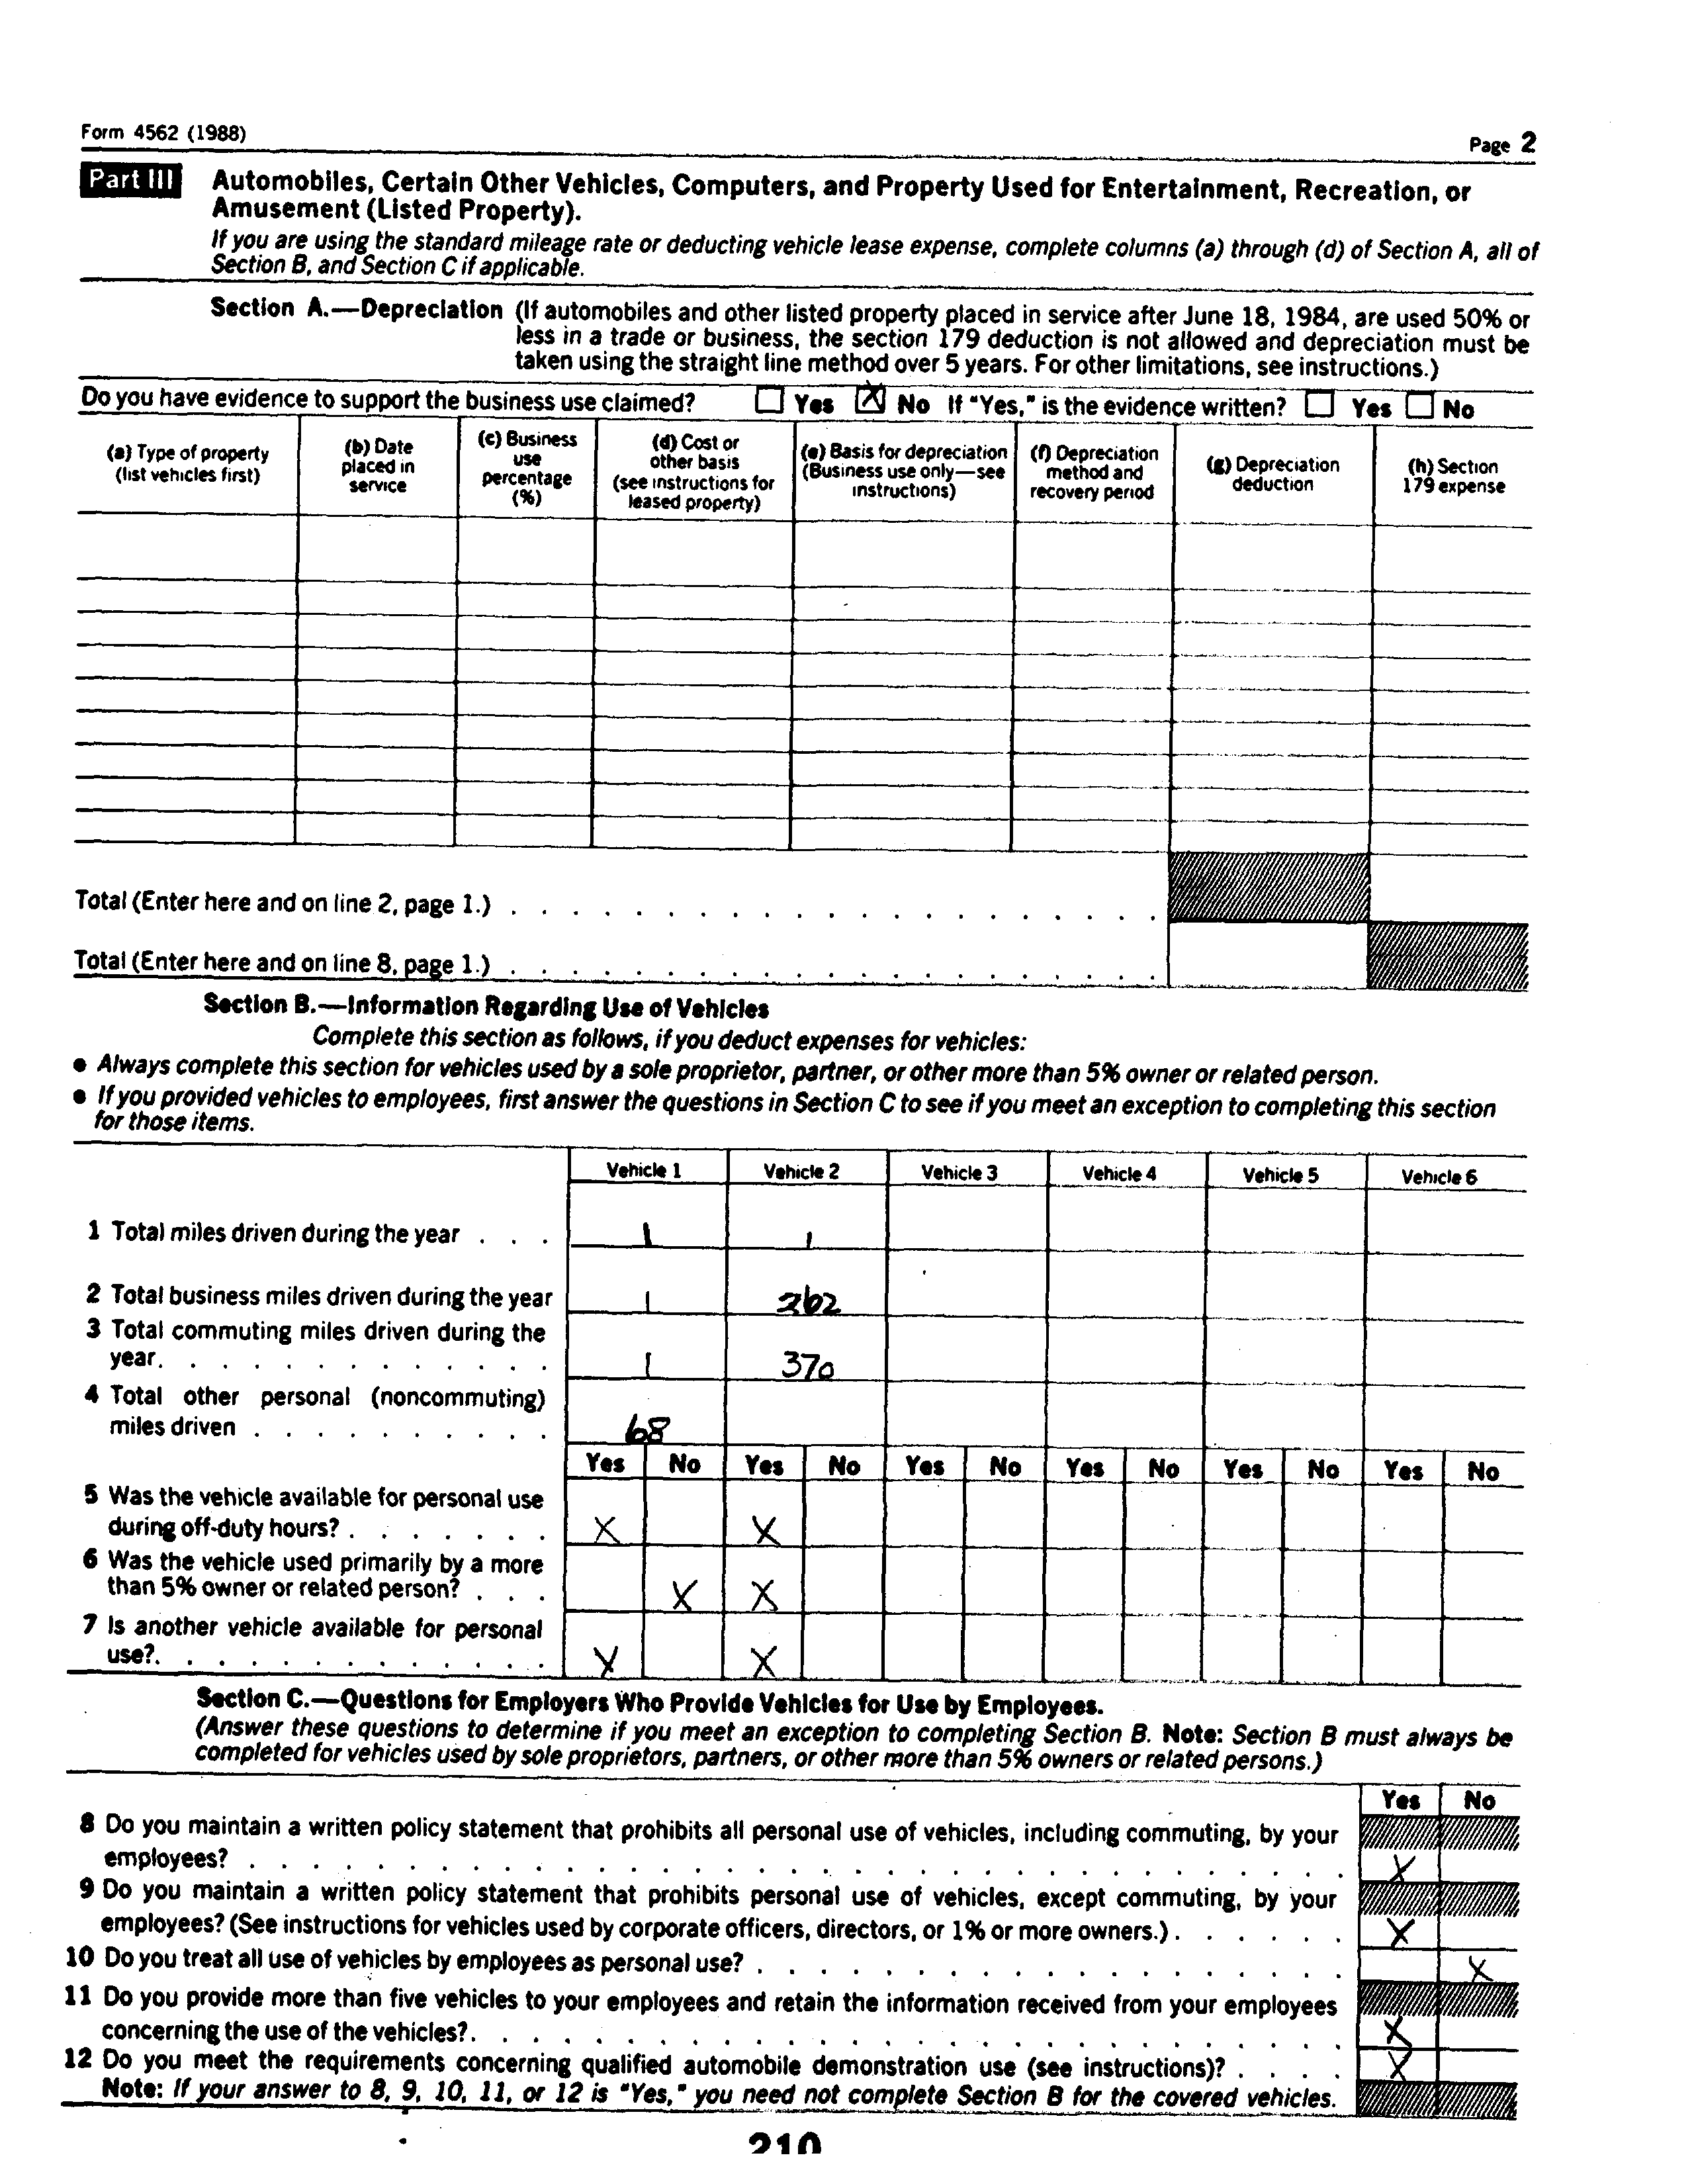 Form 4562 (1988)
Page 2
Part III
Automobiles, Certain Other Vehicles, Computers, and Property Used for Entertainment, Recreation, or
Amusement (Listed Property).
If you are using the standard mileage rate or deducting vehicle lease expense, complete columns (a) through (d) of Section A, all of
Section B, and Section C if applicable.
Section A.—Depreciation (If automobiles and other listed property placed in service after June 18, 1984, are used 50% or
less in a trade or business, the section 179 deduction is not allowed and depreciation must be
taken using the straight line method over 5 years. For other limitations, see instructions.)
Do you have evidence to support the business use claimed? Yes X No If "Yes," is the evidence written? Yes No
(a) Type of property
(list vehicles first)
(b) Date
placed in
service
(c) Business
use
percentage
(%)
(d) Cost or
other basis
(see instructions for
leased property)
(e) Basis for depreciation
(Business use only—see
instructions)
(f) Depreciation
method and
recovery period
(g) Depreciation
deduction
(h) Section
179 expense
Total (Enter here and on line 2, page 1.) . . . . . . . . . . . . . . . . . . . . .
Total (Enter here and on line 8, page 1.) . . . . . . . . . . . . . . . . . . . . .
Section B.—Information Regarding Use of Vehicles
Complete this section as follows, if you deduct expenses for vehicles:
● Always complete this section for vehicles used by a sole proprietor, partner, or other more than 5% owner or related person.
● If you provided vehicles to employees, first answer the questions in Section C to see if you meet an exception to completing this section
for those items.
Vehicle 1 Vehicle 2 Vehicle 3 Vehicle 4 Vehicle 5 Vehicle 6
1 Total miles driven during the year . . .
2 Total business miles driven during the year 262
3 Total commuting miles driven during the
year. . . . . . . . . . . . . 370
4 Total other personal (noncommuting)
miles driven . . . . . . . . . . 68
Yes No Yes No Yes No Yes No Yes No Yes No
5 Was the vehicle available for personal use
during off-duty hours? . . . . . . . X X
6 Was the vehicle used primarily by a more
than 5% owner or related person? . . . X X
7 Is another vehicle available for personal
use?. . . . . . . . . . . . . X X
Section C.—Questions for Employers Who Provide Vehicles for Use by Employees.
(Answer these questions to determine if you meet an exception to completing Section B. Note: Section B must always be
completed for vehicles used by sole proprietors, partners, or other more than 5% owners or related persons.)
Yes No
8 Do you maintain a written policy statement that prohibits all personal use of vehicles, including commuting, by your
employees? . . . . . . . . . . . . . . . . . . . . . . . . . . . . . . . . . . X
9 Do you maintain a written policy statement that prohibits personal use of vehicles, except commuting, by your
employees? (See instructions for vehicles used by corporate officers, directors, or 1% or more owners.) . . . . . . X
10 Do you treat all use of vehicles by employees as personal use? . . . . . . . . . . . . . . . . . . . X
11 Do you provide more than five vehicles to your employees and retain the information received from your employees
concerning the use of the vehicles?. . . . . . . . . . . . . . . . . . . . . . . . . . . . X
12 Do you meet the requirements concerning qualified automobile demonstration use (see instructions)? . . . . X
Note: If your answer to 8, 9, 10, 11, or 12 is "Yes," you need not complete Section B for the covered vehicles.
210